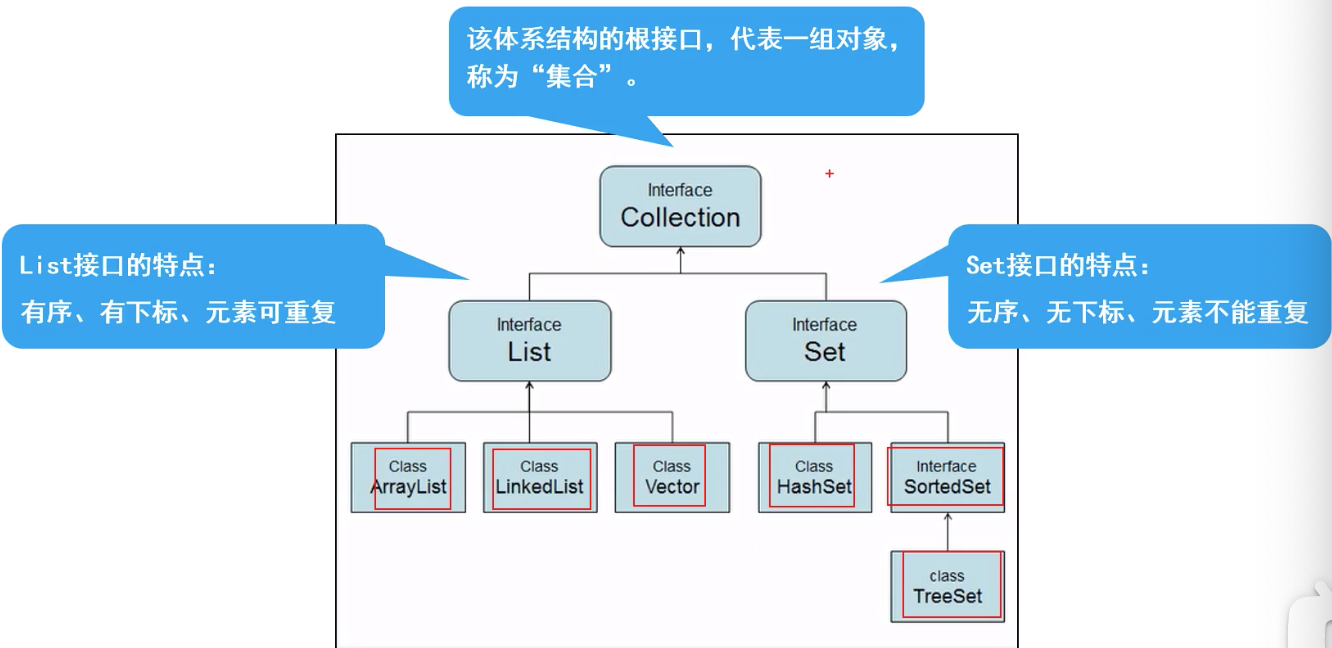 该体系结构的根接口，代表一组对象，
称为“集合”。
Interface
Collection
List接口的特点：
有序、有下标、元素可重复
Set接口的特点：
无序、无下标、元素不能重复
Interface
List
Interface
Set
Class
ArrayList
Class
LinkedList
Class
Vector
Class
HashSet
Interface
SortedSet
class
TreeSet